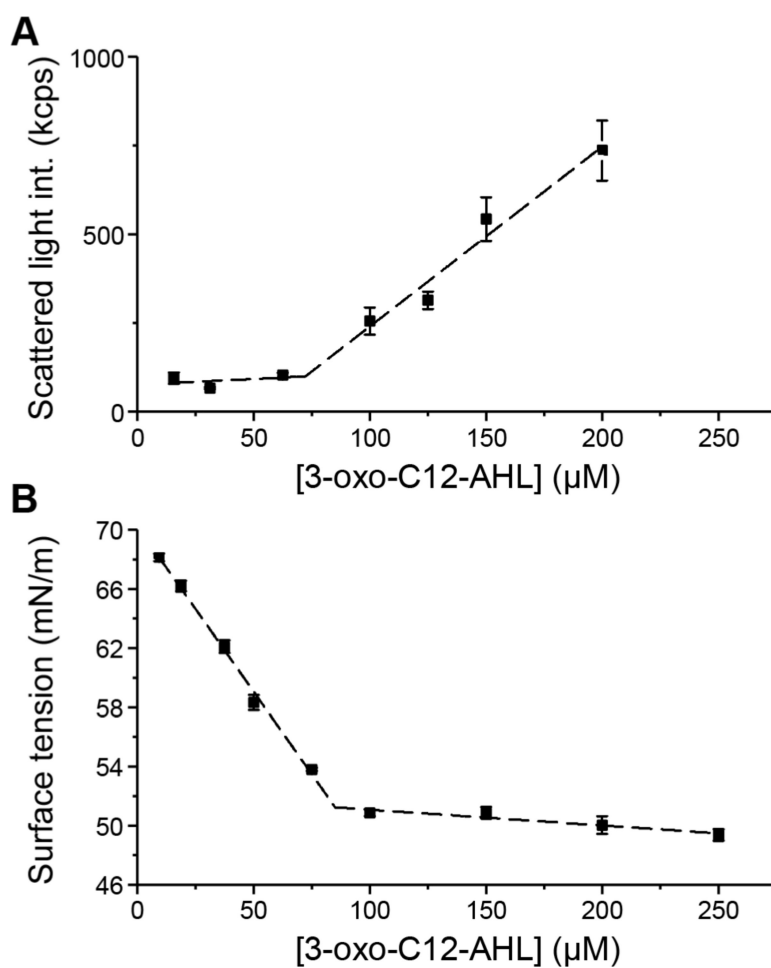 A
Scattered light int. (kcps)
1000
500
0
0 50 100 150 200 250
[3-oxo-C12-AHL] (µM)
B
Surface tension (mN/m)
70
66
62
58
54
50
46
0 50 100 150 200 250
[3-oxo-C12-AHL] (µM)